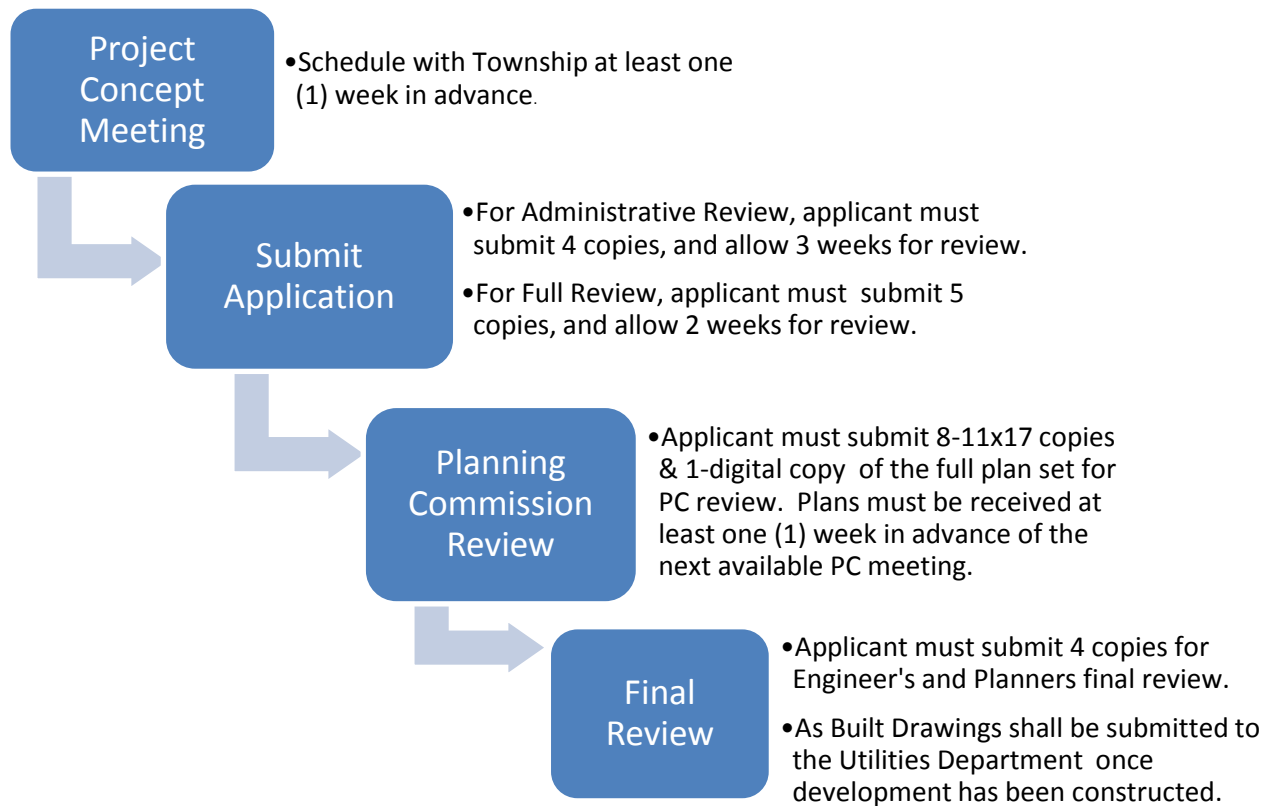 Project
Concept
Meeting
•Schedule with Township at least one
(1) week in advance.
Submit
Application
•For Administrative Review, applicant must
submit 4 copies, and allow 3 weeks for review.
•For Full Review, applicant must submit 5
copies, and allow 2 weeks for review.
Planning
Commission
Review
•Applicant must submit 8-11x17 copies
& 1-digital copy of the full plan set for
PC review. Plans must be received at
least one (1) week in advance of the
next available PC meeting.
Final
Review
•Applicant must submit 4 copies for
Engineer's and Planners final review.
•As Built Drawings shall be submitted to
the Utilities Department once
development has been constructed.